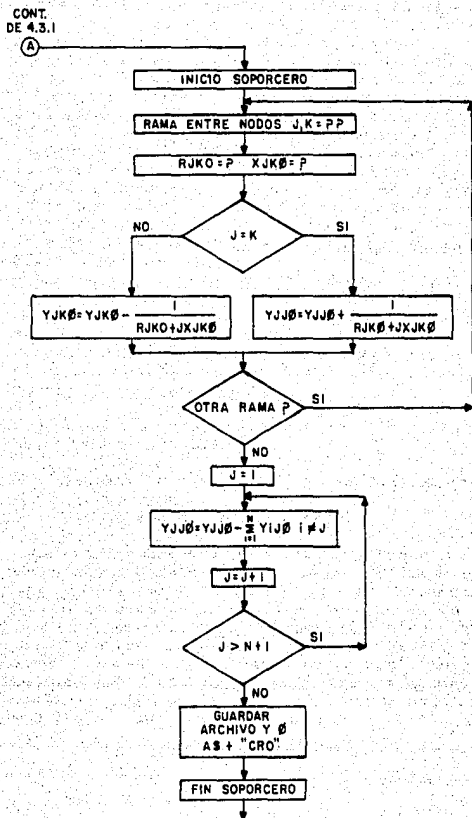 CONT.
DE 4.3.1
A
INICIO SOPORCERO
RAMA ENTRE NODOS J,K=??
RJKO=? XJKØ=?
NO
J=K
SI
YJKØ=YJKØ- 1
RJKO+JXJKØ
YJJØ=YJJØ+ 1
RJKØ+JXJKØ
OTRA RAMA ?
SI
NO
J=1
YJJØ=YJJØ- N Σ i=1 YiJØ i≠J
J=J+1
J>N+1
SI
NO
GUARDAR
ARCHIVO Y Ø
A$+"CRO"
FIN SOPORCERO